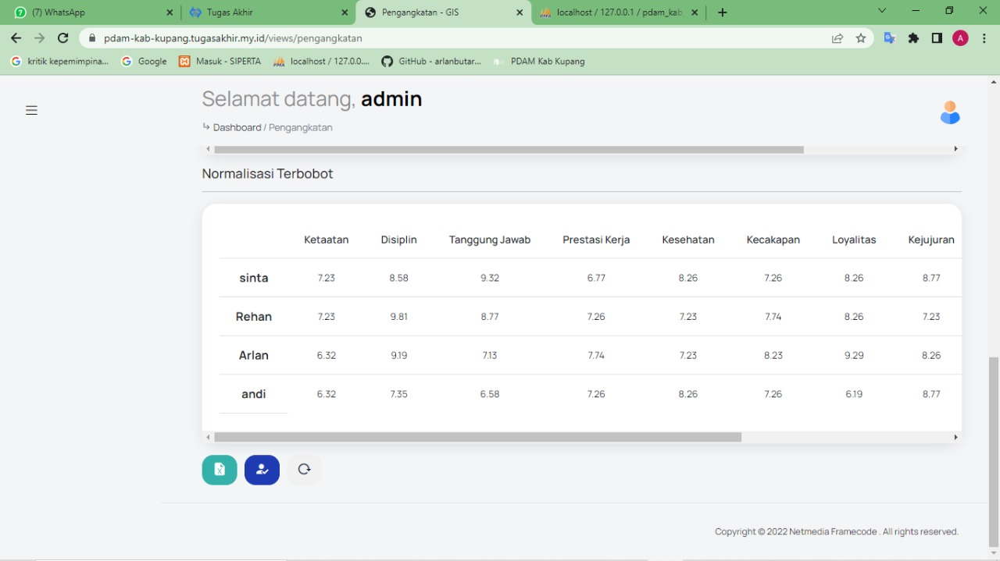 (7) WhatsApp
Tugas Akhir
Pengangkatan - GIS
localhost / 127.0.0.1 / pdam_kab_
pdam-kab-kupang.tugasakhir.my.id/views/pengangkatan
A
kritik kepemimpina...
Google
Masuk - SIPERTA
localhost / 127.0.0....
GitHub - arlanbutar...
PDAM Kab Kupang
Selamat datang, admin
Dashboard / Pengangkatan
Normalisasi Terbobot
Ketaatan Disiplin Tanggung Jawab Prestasi Kerja Kesehatan Kecakapan Loyalitas Kejujuran
sinta 7.23 8.58 9.32 6.77 8.26 7.26 8.26 8.77
Rehan 7.23 9.81 8.77 7.26 7.23 7.74 8.26 7.23
Arlan 6.32 9.19 7.13 7.74 7.23 8.23 9.29 8.26
andi 6.32 7.35 6.58 7.26 8.26 7.26 6.19 8.77
Copyright © 2022 Netmedia Framecode . All rights reserved.